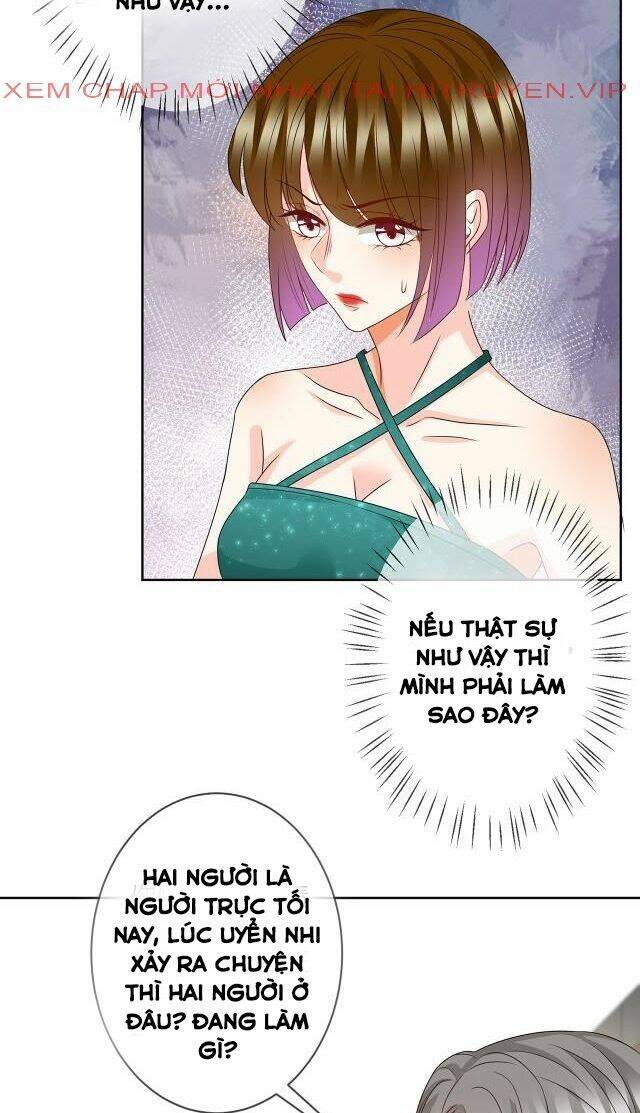 NHƯ VẬY...
XEM CHAP MỚI NHẤT TẠI HITRUYEN.VIP
NẾU THẬT SỰ
NHƯ VẬY THÌ
MÌNH PHẢI LÀM
SAO ĐÂY?
HAI NGƯỜI LÀ
NGƯỜI TRỰC TỐI
NAY, LÚC UYỂN NHI
XẢY RA CHUYỆN
THÌ HAI NGƯỜI Ở
ĐÂU? ĐANG LÀM
GÌ?